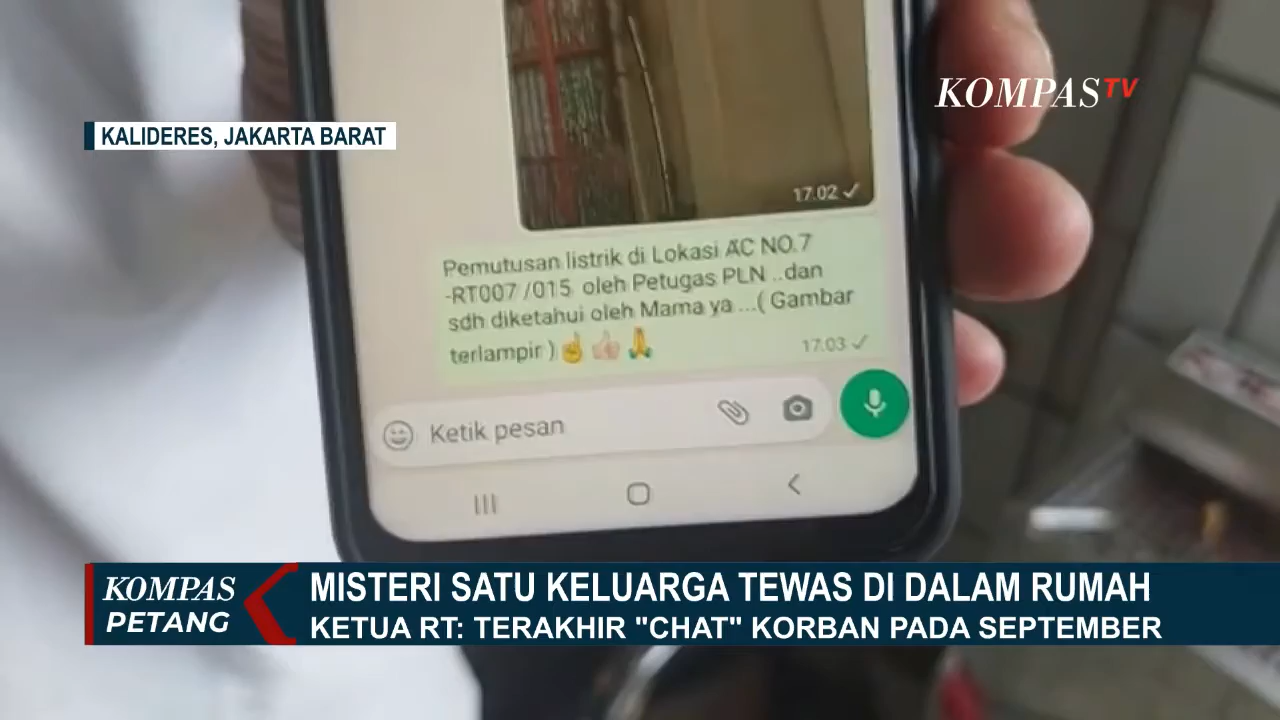 KOMPASTV
KALIDERES, JAKARTA BARAT
17.02
Pemutusan listrik di Lokasi AC NO.7
-RT007 /015 oleh Petugas PLN ..dan
sdh diketahui oleh Mama ya ...( Gambar
terlampir )☝👍🏻🙏
17.03
Ketik pesan
KOMPAS
PETANG
MISTERI SATU KELUARGA TEWAS DI DALAM RUMAH
KETUA RT: TERAKHIR "CHAT" KORBAN PADA SEPTEMBER